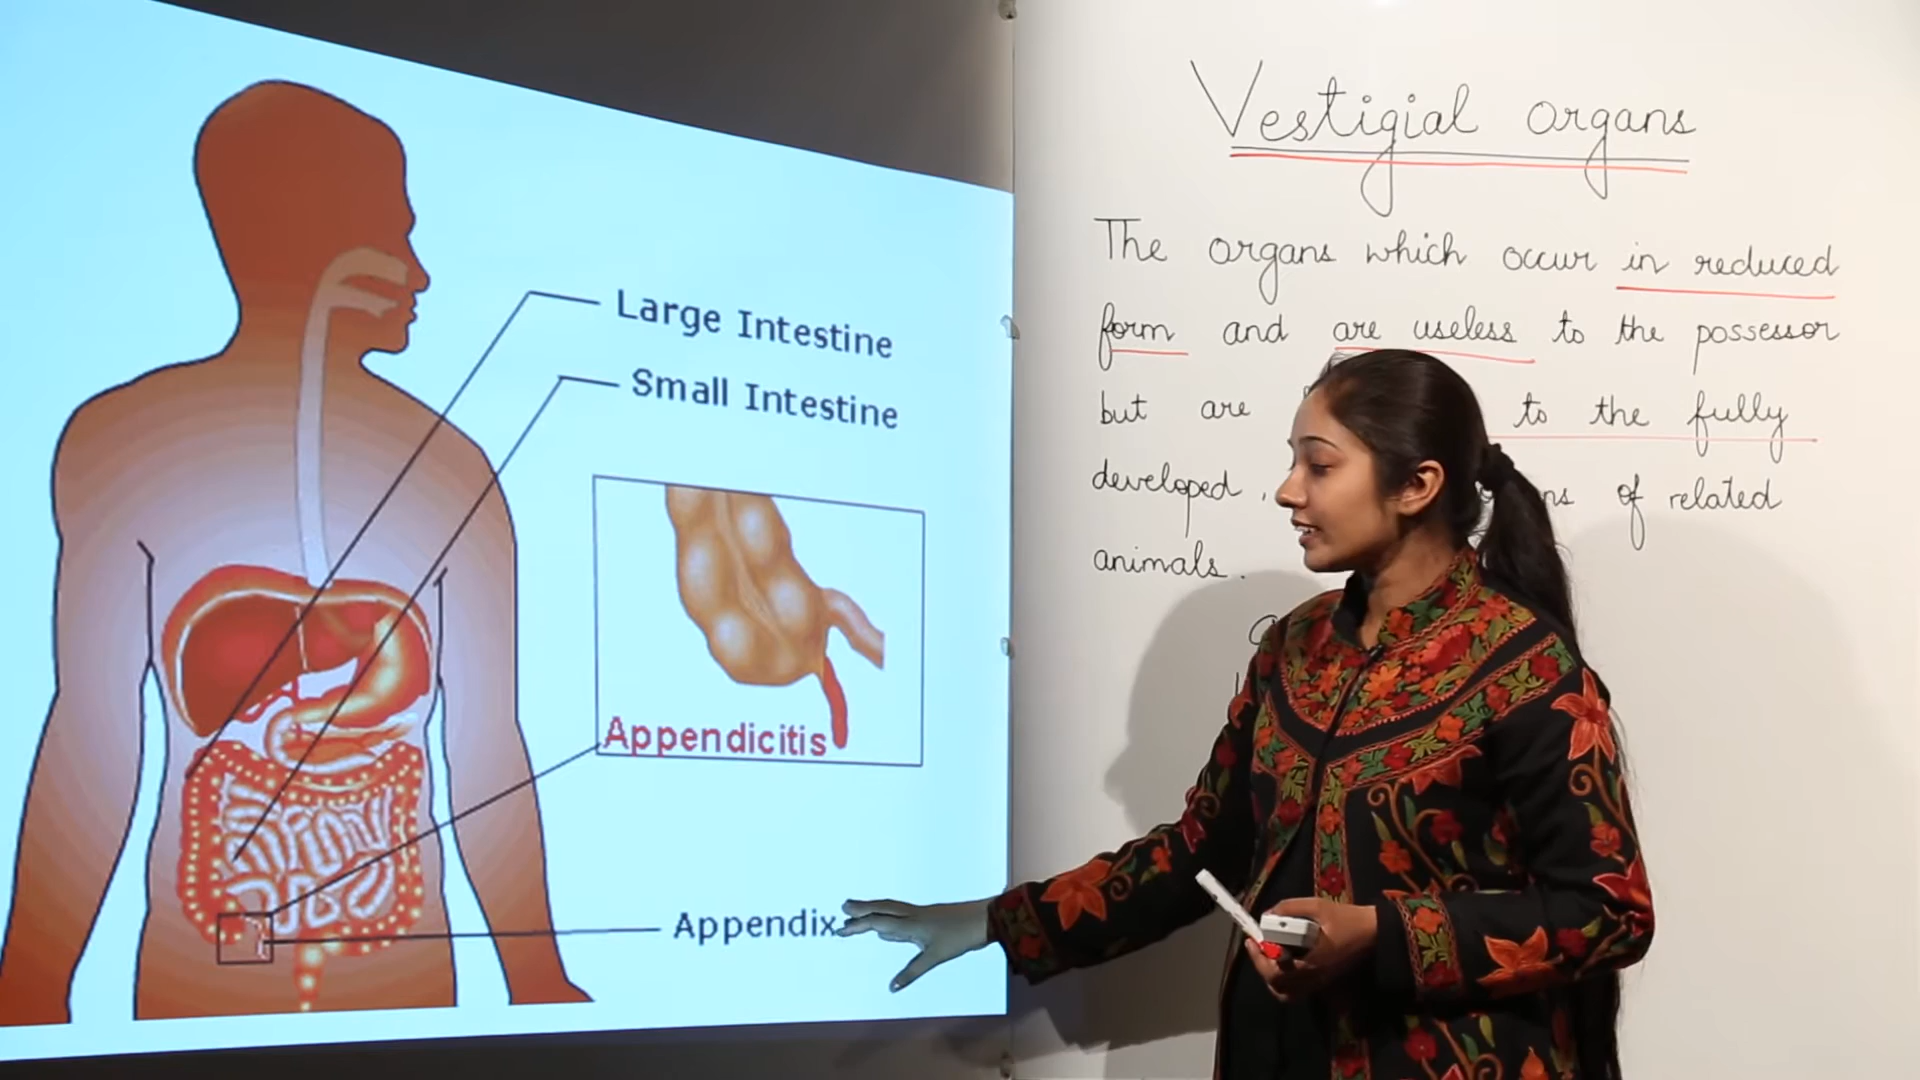 Large Intestine
Small Intestine
Appendicitis
Appendix
Vestigial organs
The organs which occur in reduced
form and are useless to the possessor
but are to the fully
developed, of related
animals.